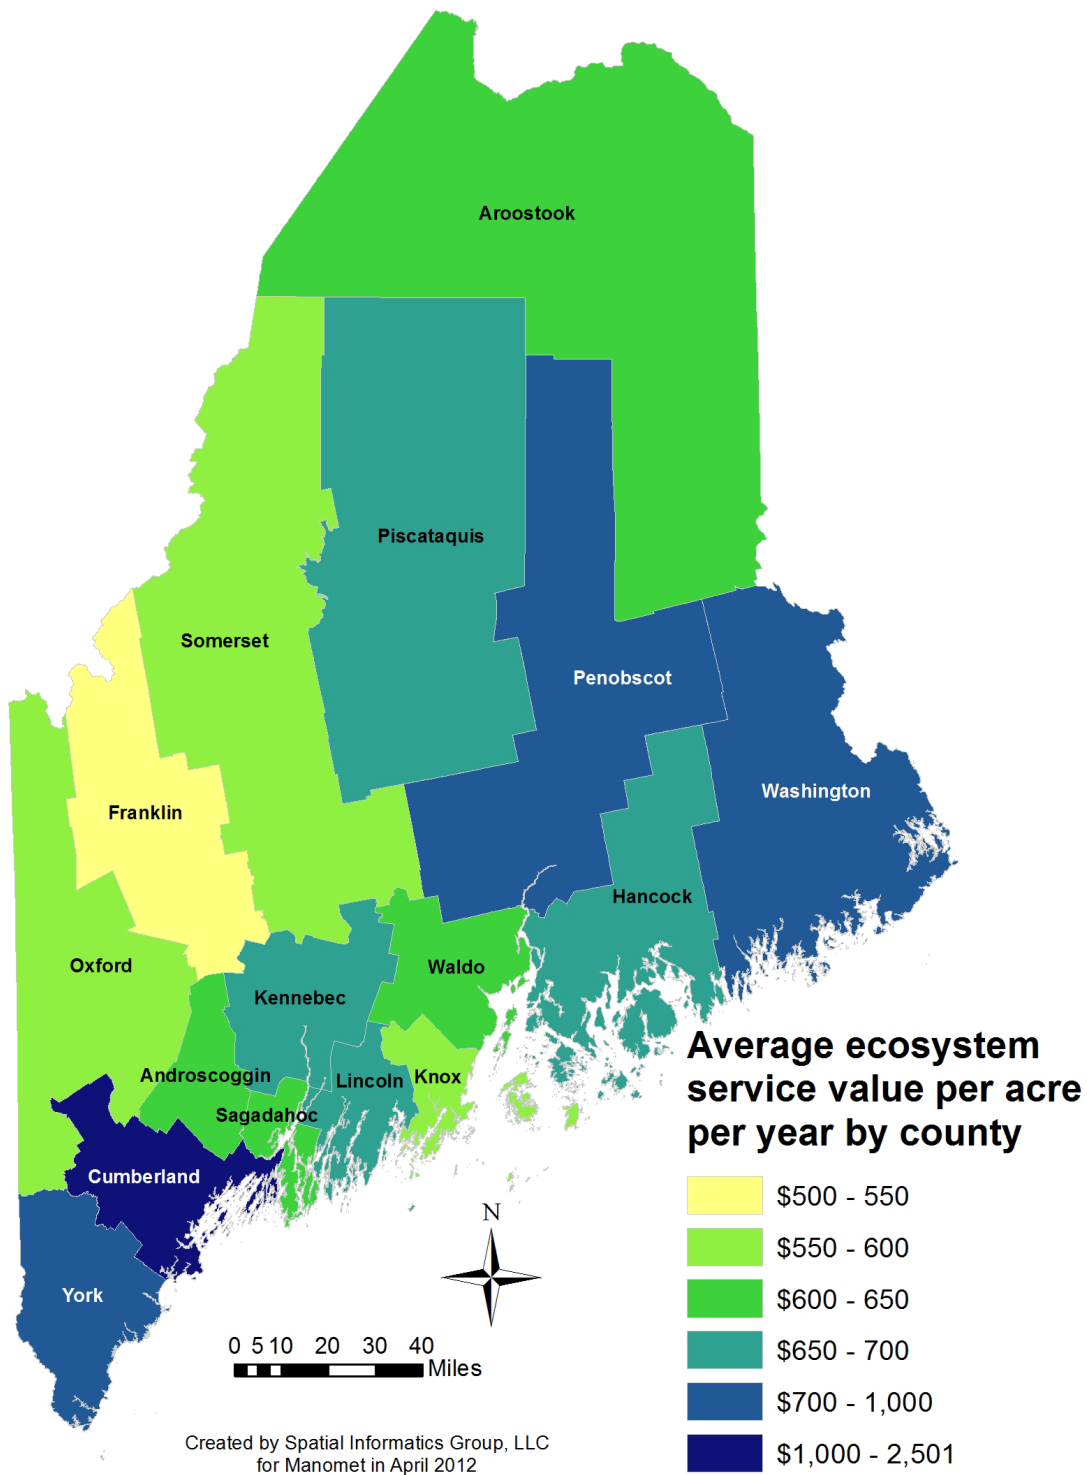 Aroostook
Piscataquis
Somerset
Penobscot
Washington
Franklin
Hancock
Oxford
Waldo
Kennebec
Androscoggin
Lincoln
Knox
Sagadahoc
Cumberland
York
Average ecosystem
service value per acre
per year by county
$500 - 550
$550 - 600
$600 - 650
$650 - 700
$700 - 1,000
$1,000 - 2,501
N
0 5 10 20 30 40
Miles
Created by Spatial Informatics Group, LLC
for Manomet in April 2012